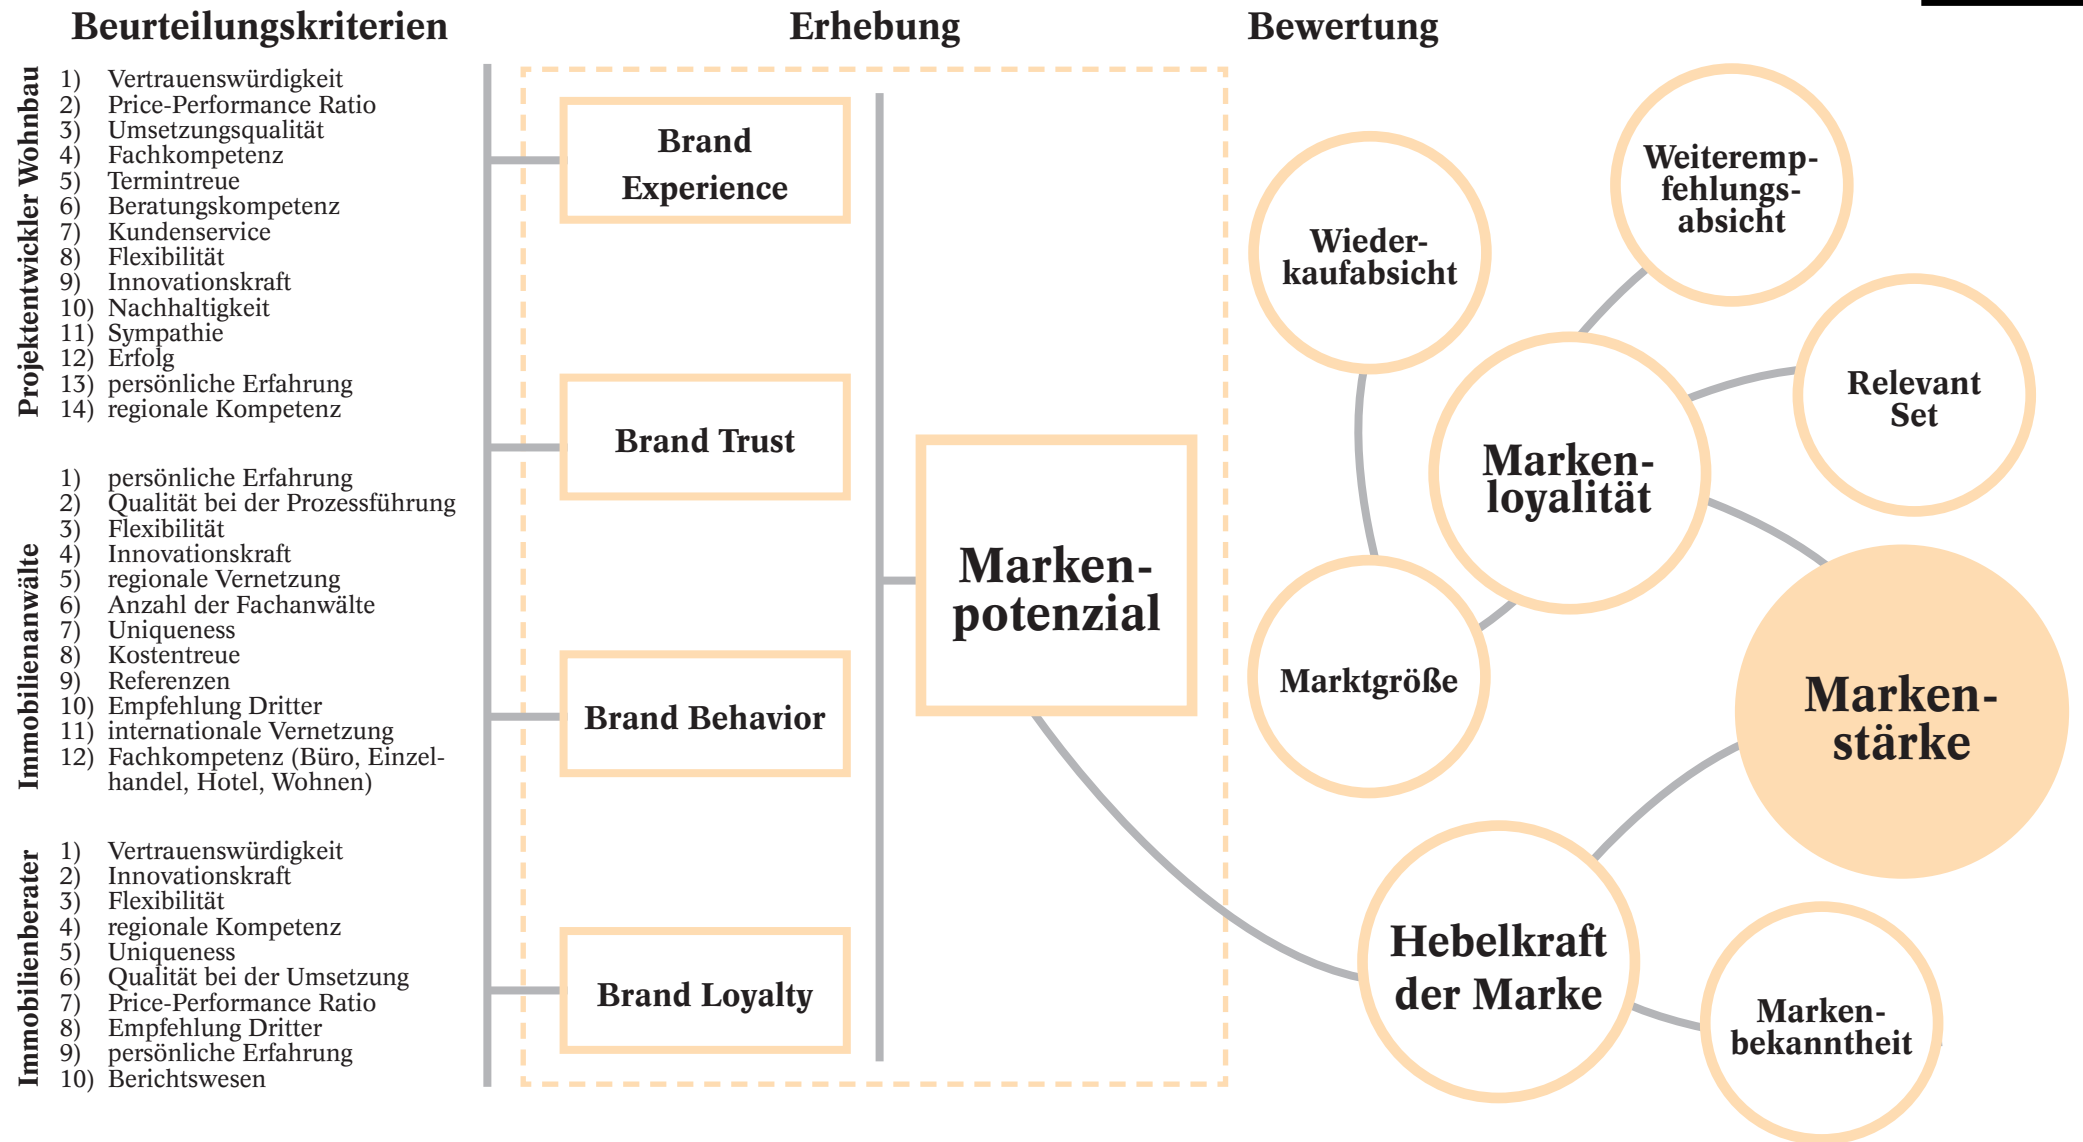 Beurteilungskriterien
Erhebung
Bewertung
Projektentwickler Wohnbau
1) Vertrauenswürdigkeit
2) Price-Performance Ratio
3) Umsetzungsqualität
4) Fachkompetenz
5) Termintreue
6) Beratungskompetenz
7) Kundenservice
8) Flexibilität
9) Innovationskraft
10) Nachhaltigkeit
11) Sympathie
12) Erfolg
13) persönliche Erfahrung
14) regionale Kompetenz
Immobilienanwälte
1) persönliche Erfahrung
2) Qualität bei der Prozessführung
3) Flexibilität
4) Innovationskraft
5) regionale Vernetzung
6) Anzahl der Fachanwälte
7) Uniqueness
8) Kostentreue
9) Referenzen
10) Empfehlung Dritter
11) internationale Vernetzung
12) Fachkompetenz (Büro, Einzel-
handel, Hotel, Wohnen)
Immobilienberater
1) Vertrauenswürdigkeit
2) Innovationskraft
3) Flexibilität
4) regionale Kompetenz
5) Uniqueness
6) Qualität bei der Umsetzung
7) Price-Performance Ratio
8) Empfehlung Dritter
9) persönliche Erfahrung
10) Berichtswesen
Brand
Experience
Brand Trust
Brand Behavior
Brand Loyalty
Marken-
potenzial
Wieder-
kaufabsicht
Weiteremp-
fehlungs-
absicht
Relevant
Set
Marken-
loyalität
Marktgröße
Marken-
stärke
Hebelkraft
der Marke
Marken-
bekanntheit